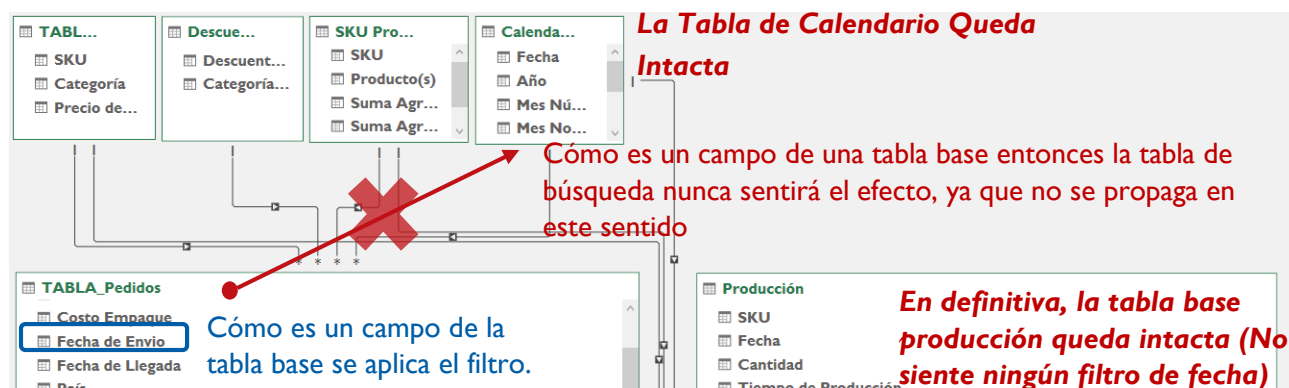 TABL...
SKU
Categoría
Precio de...
Descue...
Descuent...
Categoría...
SKU Pro...
SKU
Producto(s)
Suma Agr...
Suma Agr...
Calenda...
Fecha
Año
Mes Nú...
Mes No...
La Tabla de Calendario Queda
Intacta
Cómo es un campo de una tabla base entonces la tabla de
búsqueda nunca sentirá el efecto, ya que no se propaga en
este sentido
TABLA_Pedidos
Costo Empaque
Fecha de Envio
Fecha de Llegada
País
Cómo es un campo de la
tabla base se aplica el filtro.
Producción
SKU
Fecha
Cantidad
Tiempo de Producción
En definitiva, la tabla base
producción queda intacta (No
siente ningún filtro de fecha)